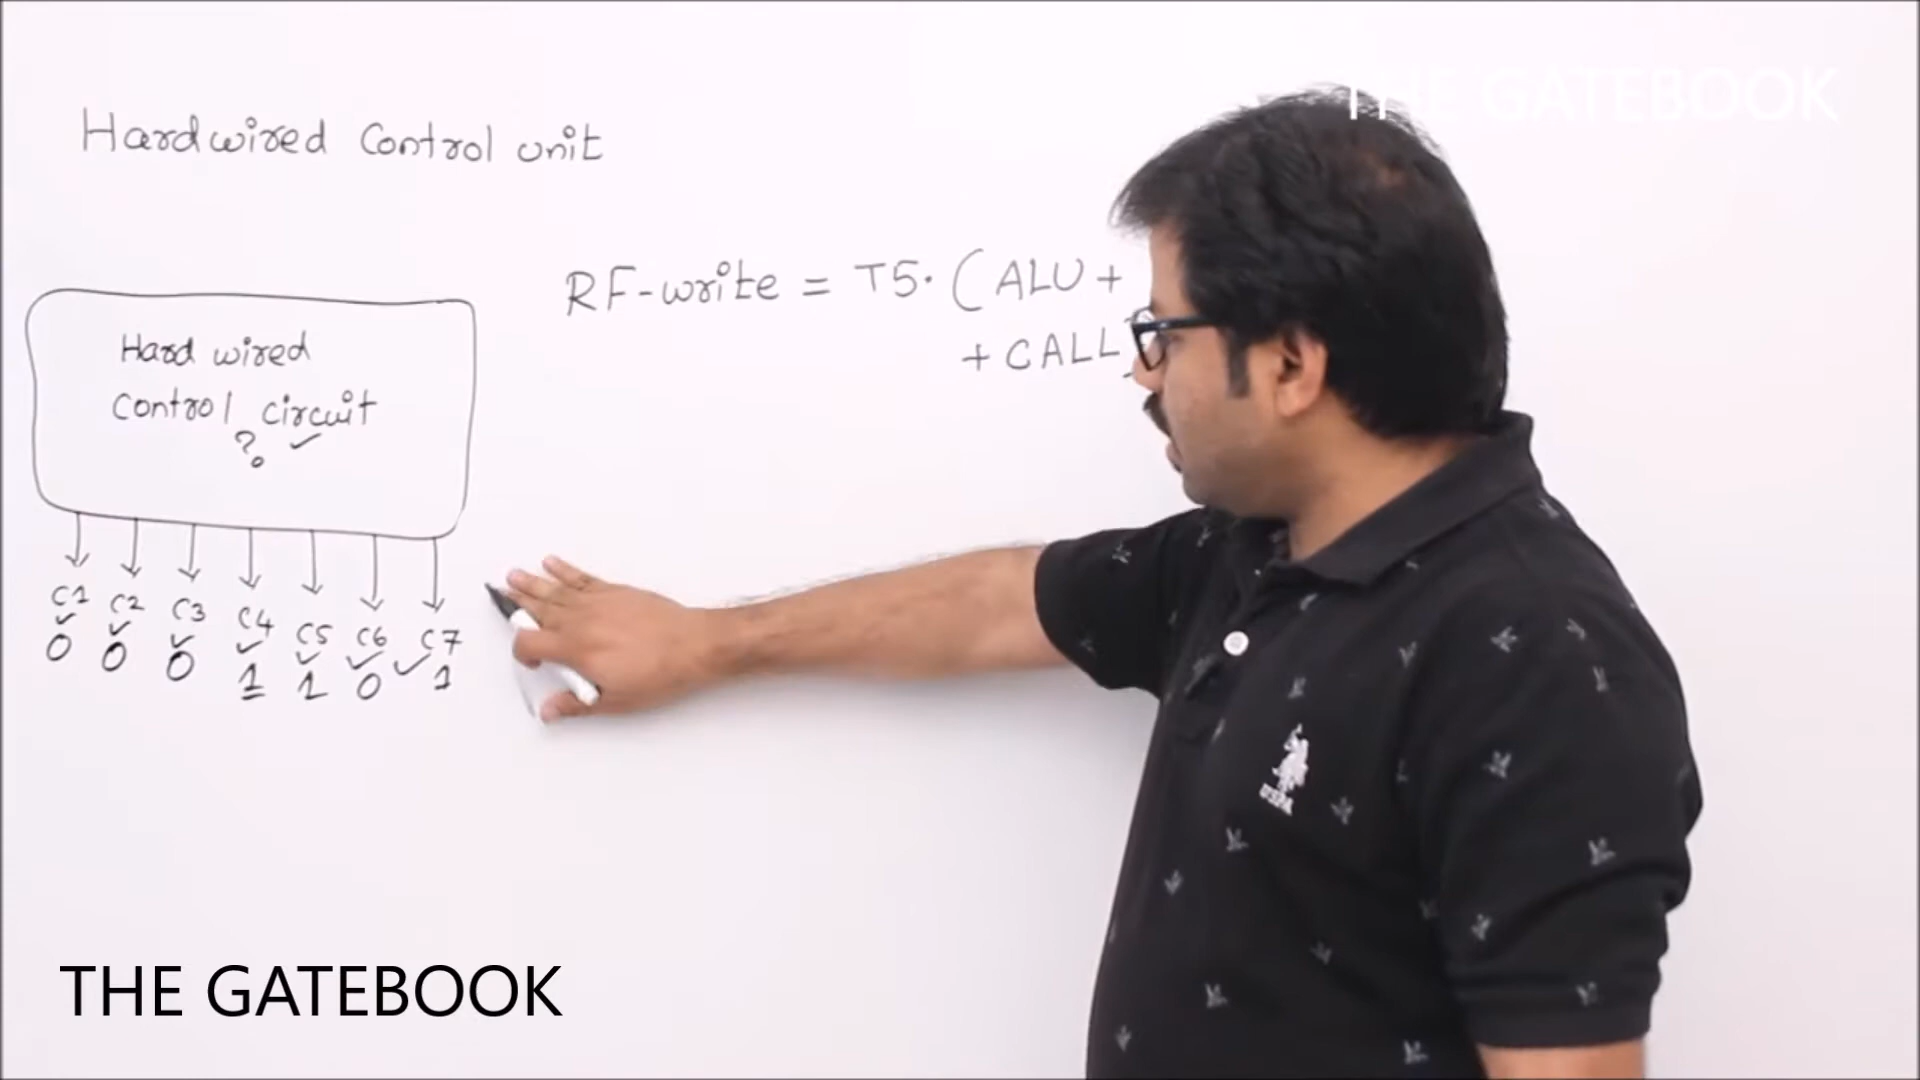 THE GATEBOOK
Hardwired Control unit
RF-write = T5. (ALU +
+ CALL
Hard wired
Control circuit
?
C1 C2 C3 C4 C5 C6 C7
0 0 0 1 1 0 1
USPA
THE GATEBOOK